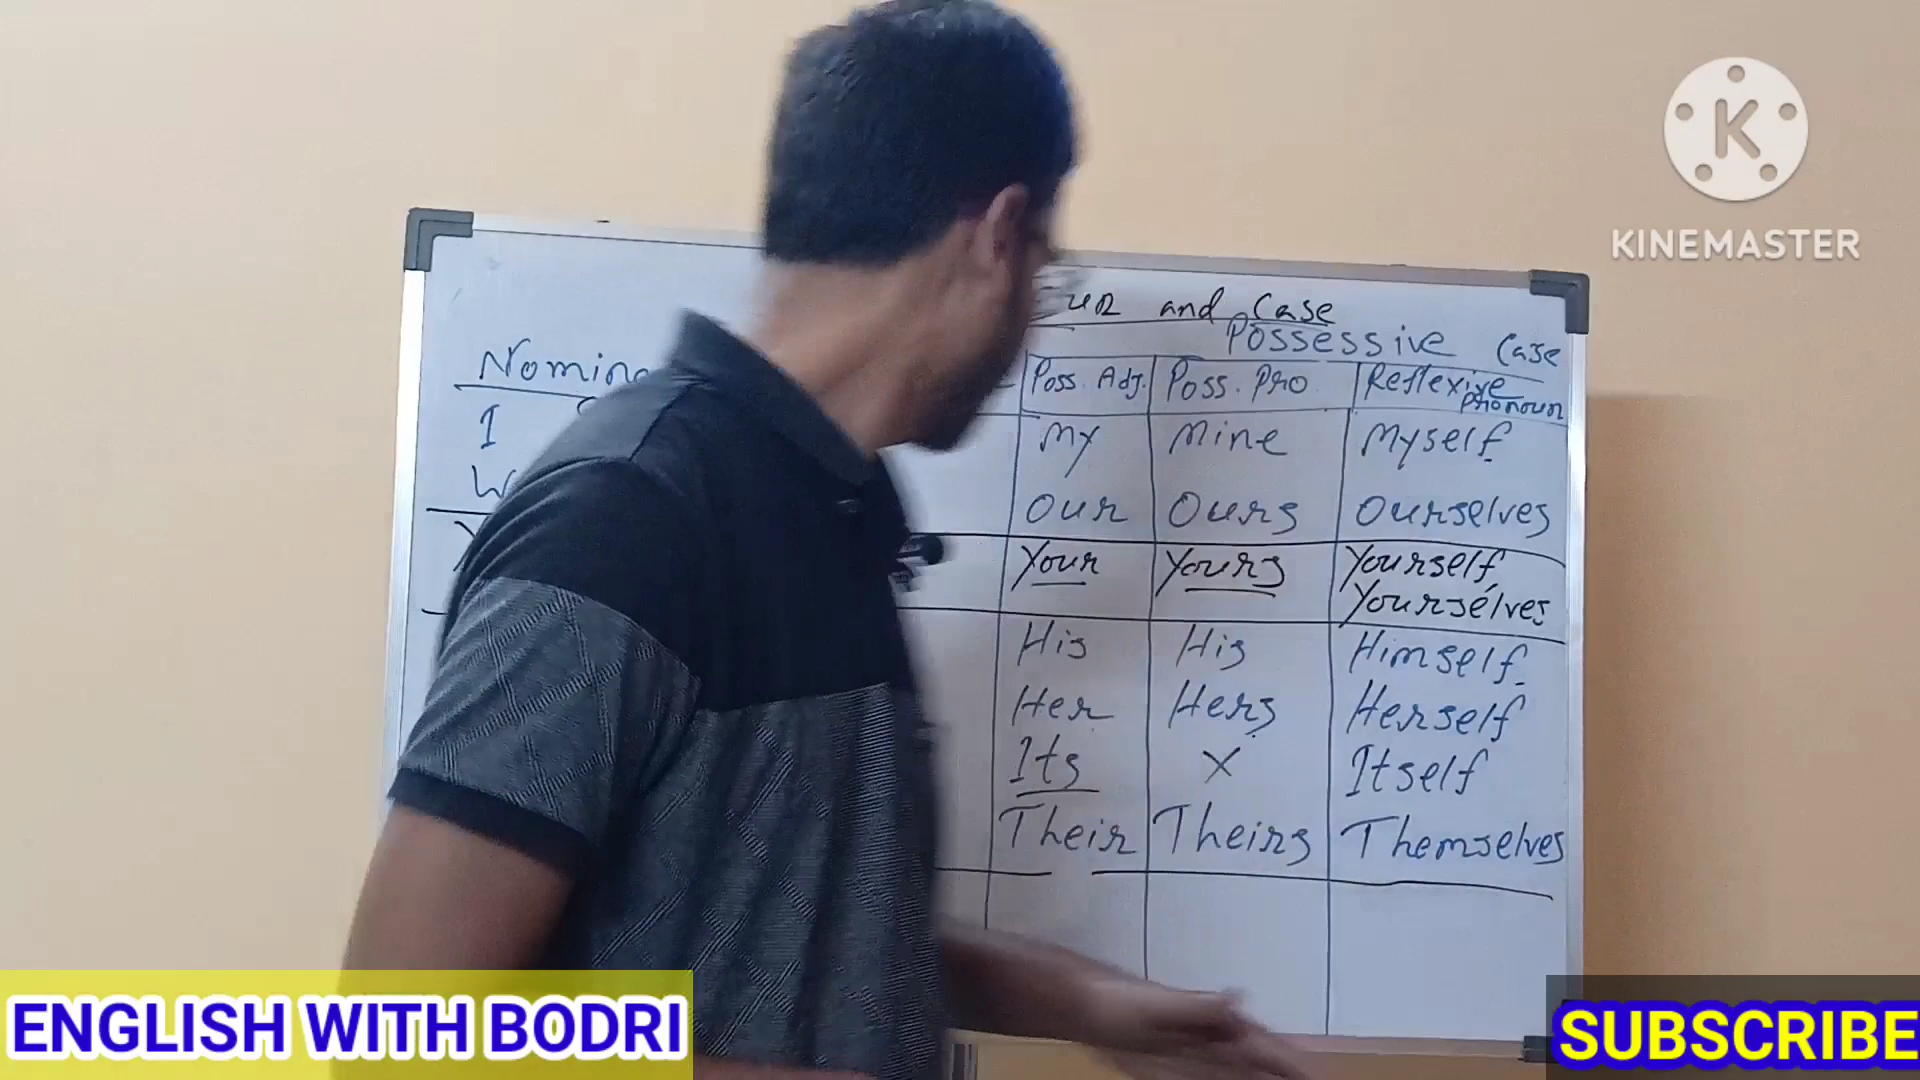 K
KINEMASTER
and Case
Possessive Case
Poss. Adj. Poss. Pro. Reflexive Pronoun
I My Mine Myself
Our Ours Ourselves
Your Yours Yourself,
Yourselves
His His Himself
Her Hers Herself
Its X Itself
Their Theirs Themselves
ENGLISH WITH BODRI
SUBSCRIBE